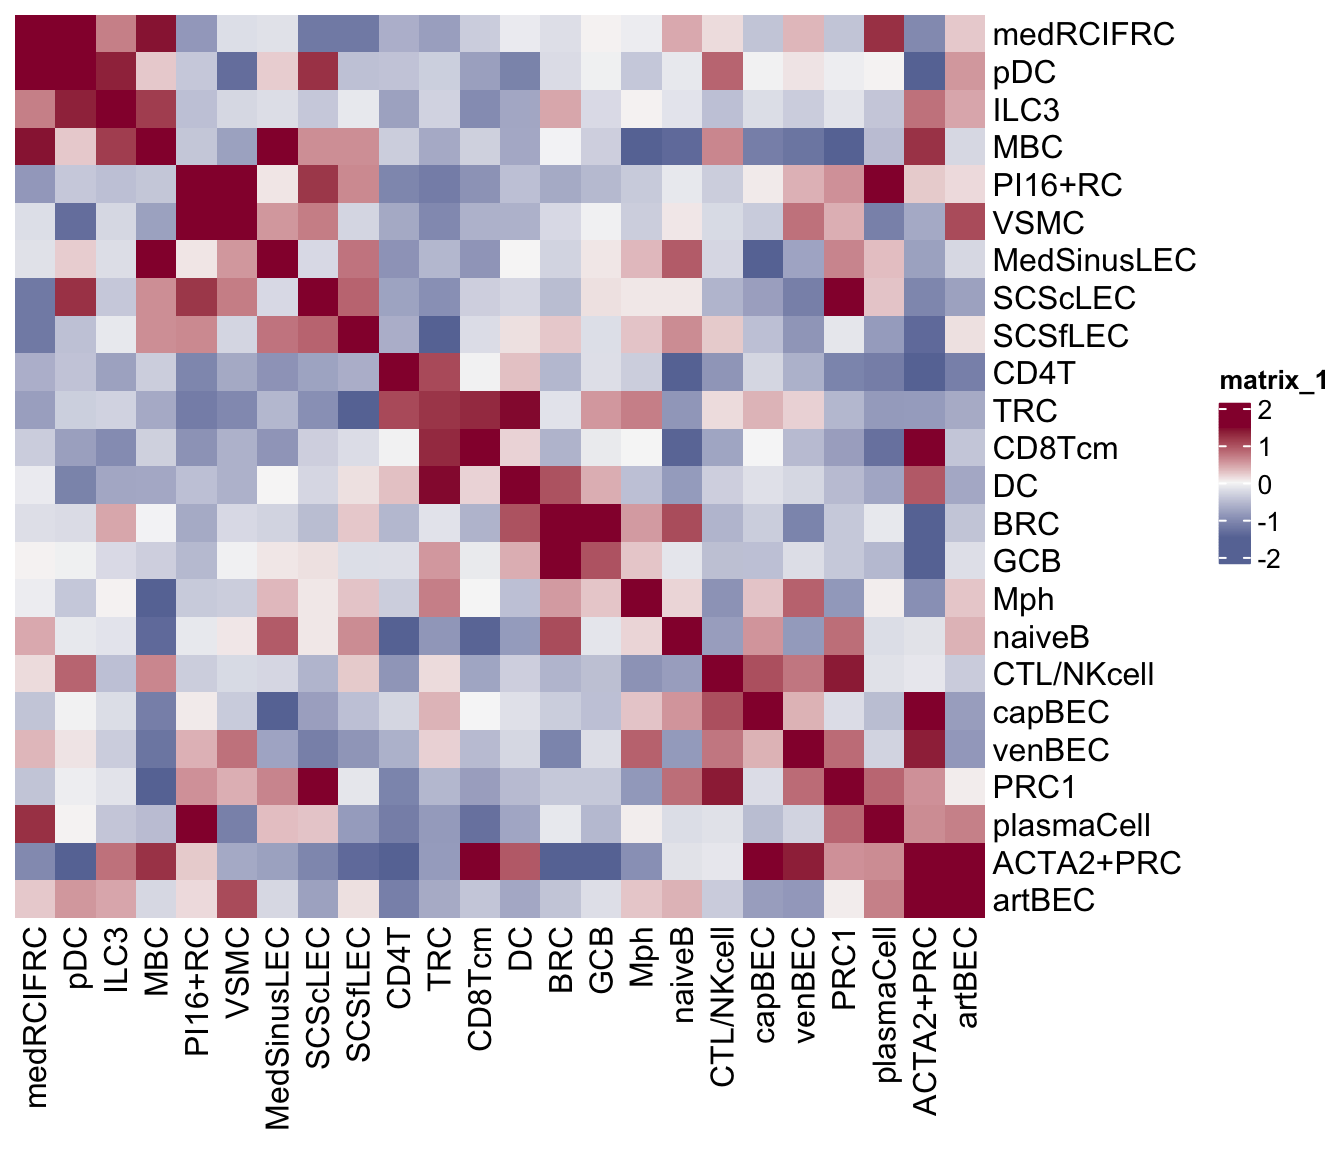 medRCIFRC
pDC
ILC3
MBC
PI16+RC
VSMC
MedSinusLEC
SCScLEC
SCSfLEC
CD4T
TRC
CD8Tcm
DC
BRC
GCB
Mph
naiveB
CTL/NKcell
capBEC
venBEC
PRC1
plasmaCell
ACTA2+PRC
artBEC
matrix_1
2
1
0
-1
-2
medRCIFRC
pDC
ILC3
MBC
PI16+RC
VSMC
MedSinusLEC
SCScLEC
SCSfLEC
CD4T
TRC
CD8Tcm
DC
BRC
GCB
Mph
naiveB
CTL/NKcell
capBEC
venBEC
PRC1
plasmaCell
ACTA2+PRC
artBEC